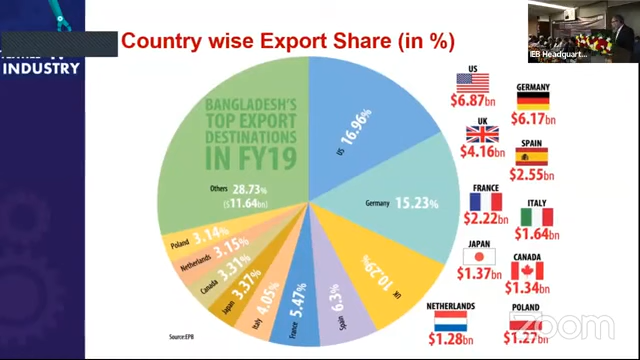 INDUSTRY
Country wise Export Share (in %)
IEB Headquart...
BANGLADESH'S
TOP EXPORT
DESTINATIONS
IN FY19
Others 28.73%
($11.64bn)
US 16.96%
Germany 15.23%
UK 10.29%
Spain 6.3%
France 5.47%
Italy 4.05%
Japan 3.37%
Canada 3.31%
Netherlands 3.15%
Poland 3.14%
Source:EPB
US
$6.87bn
GERMANY
$6.17bn
UK
$4.16bn
SPAIN
$2.55bn
FRANCE
$2.22bn
ITALY
$1.64bn
JAPAN
$1.37bn
CANADA
$1.34bn
NETHERLANDS
$1.28bn
POLAND
$1.27bn
zoom